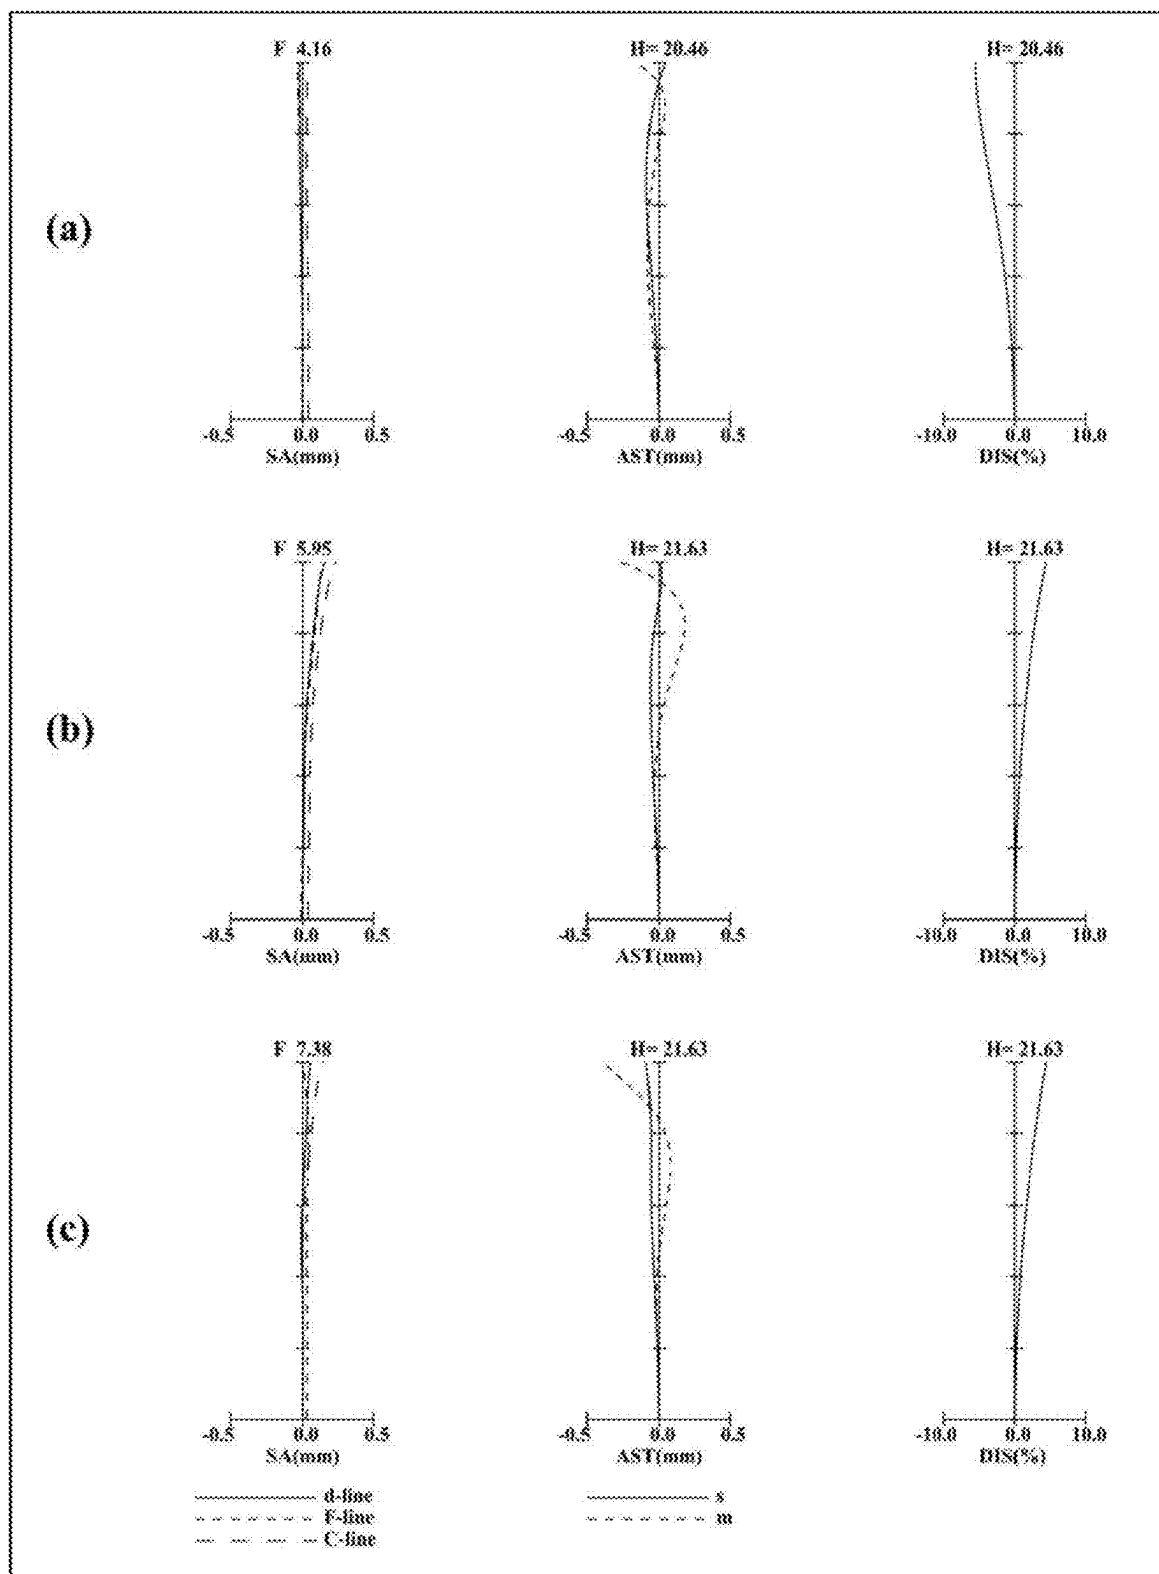 F 4.16
H= 20.46
H= 20.46
(a)
-0.5 0.0 0.5
SA(mm)
-0.5 0.0 0.5
AST(mm)
-10.0 0.0 10.0
DIS(%)
F 5.95
H= 21.63
H= 21.63
(b)
-0.5 0.0 0.5
SA(mm)
-0.5 0.0 0.5
AST(mm)
-10.0 0.0 10.0
DIS(%)
F 7.38
H= 21.63
H= 21.63
(c)
-0.5 0.0 0.5
SA(mm)
-0.5 0.0 0.5
AST(mm)
-10.0 0.0 10.0
DIS(%)
d-line
F-line
C-line
s
m